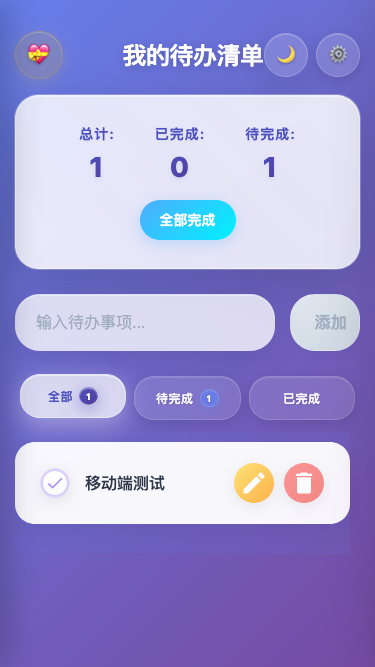 我的待办清单
总计: 已完成: 待完成:
1 0 1
全部完成
输入待办事项... 添加
全部 1 待完成 1 已完成
移动端测试